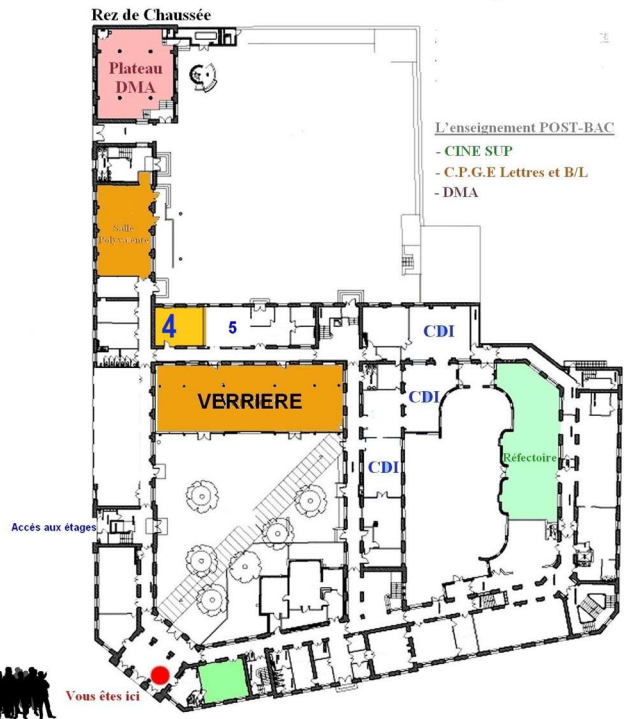 Rez de Chaussée
Plateau
DMA
L'enseignement POST-BAC
- CINE SUP
- C.P.G.E Lettres et B/L
- DMA
Salle
Polyvalente
4
5
CDI
VERRIERE
CDI
CDI
Réfectoire
Accès aux étages
Vous êtes ici